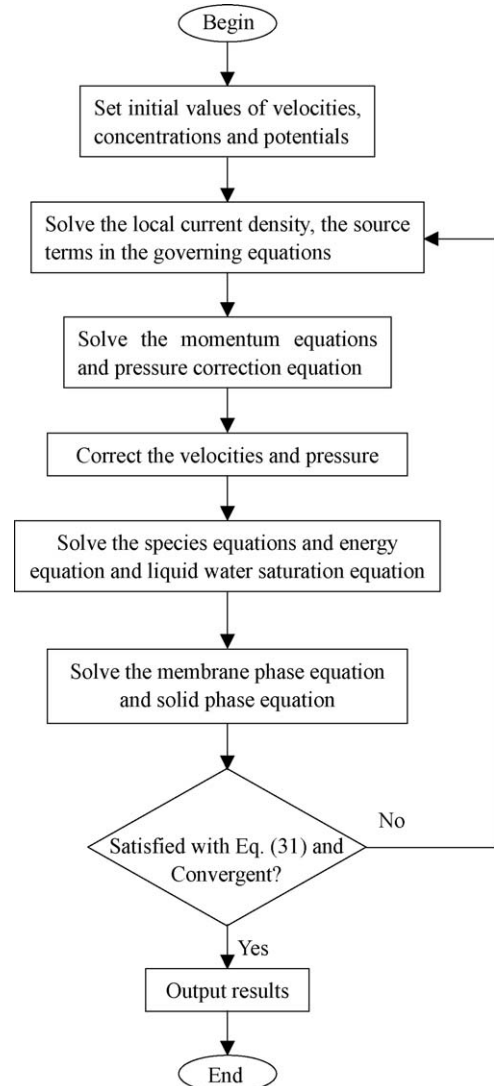 Begin
Set initial values of velocities,
concentrations and potentials
Solve the local current density, the source
terms in the governing equations
Solve the momentum equations
and pressure correction equation
Correct the velocities and pressure
Solve the species equations and energy
equation and liquid water saturation equation
Solve the membrane phase equation
and solid phase equation
Satisfied with Eq. (31) and
Convergent?
No
Yes
Output results
End